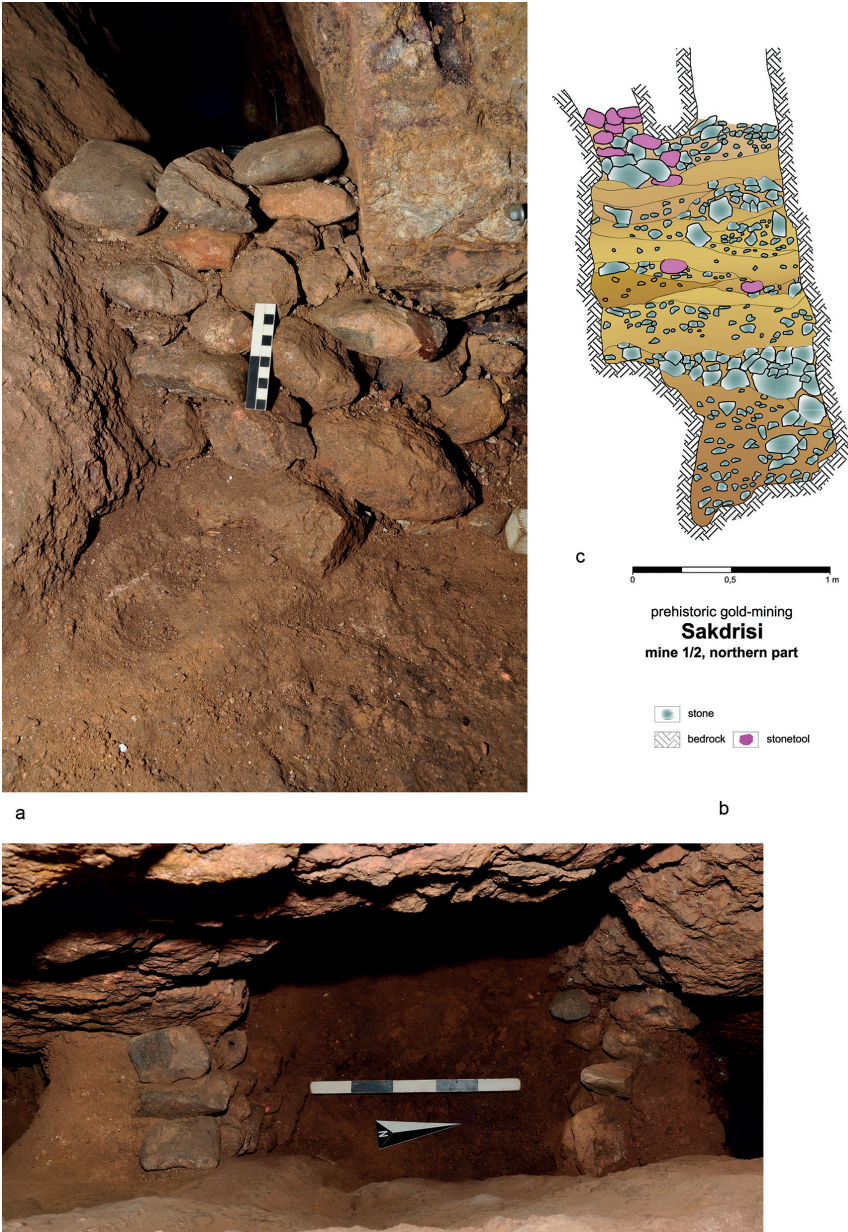 c
0
0,5
1 m
prehistoric gold-mining
Sakdrisi
mine 1/2, northern part
stone
bedrock
stonetool
a
b
N